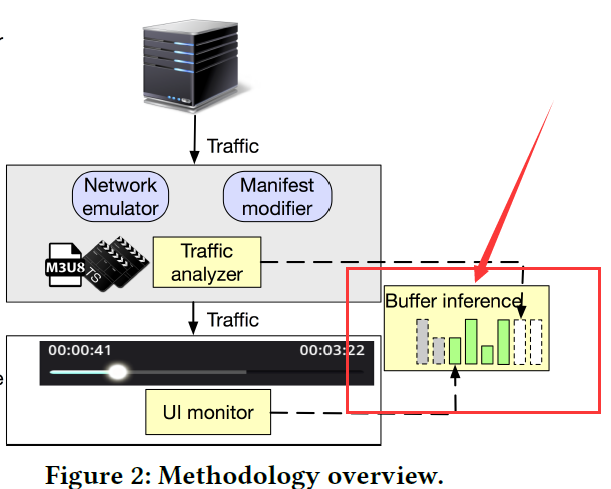 Traffic
Network
emulator
Manifest
modifier
M3U8
TS
Traffic
analyzer
Buffer inference
Traffic
00:00:41
00:03:22
UI monitor
Figure 2: Methodology overview.